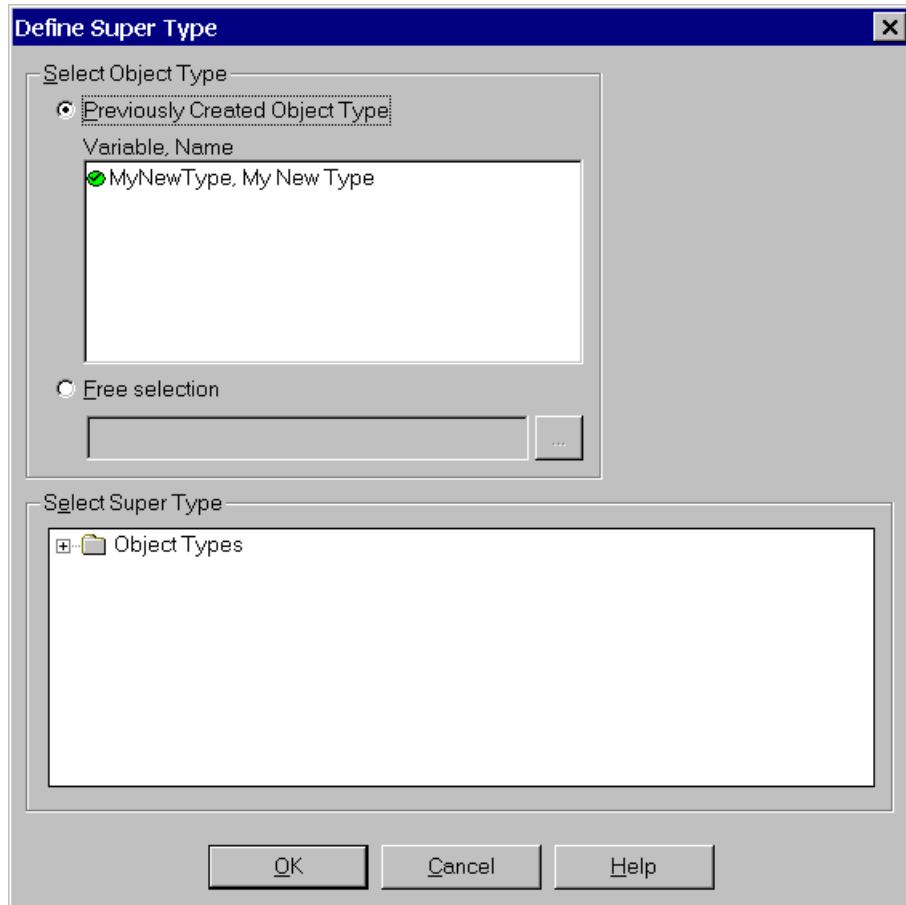 Define Super Type
Select Object Type
Previously Created Object Type
Variable, Name
MyNewType, My New Type
Free selection
...
Select Super Type
Object Types
OK
Cancel
Help